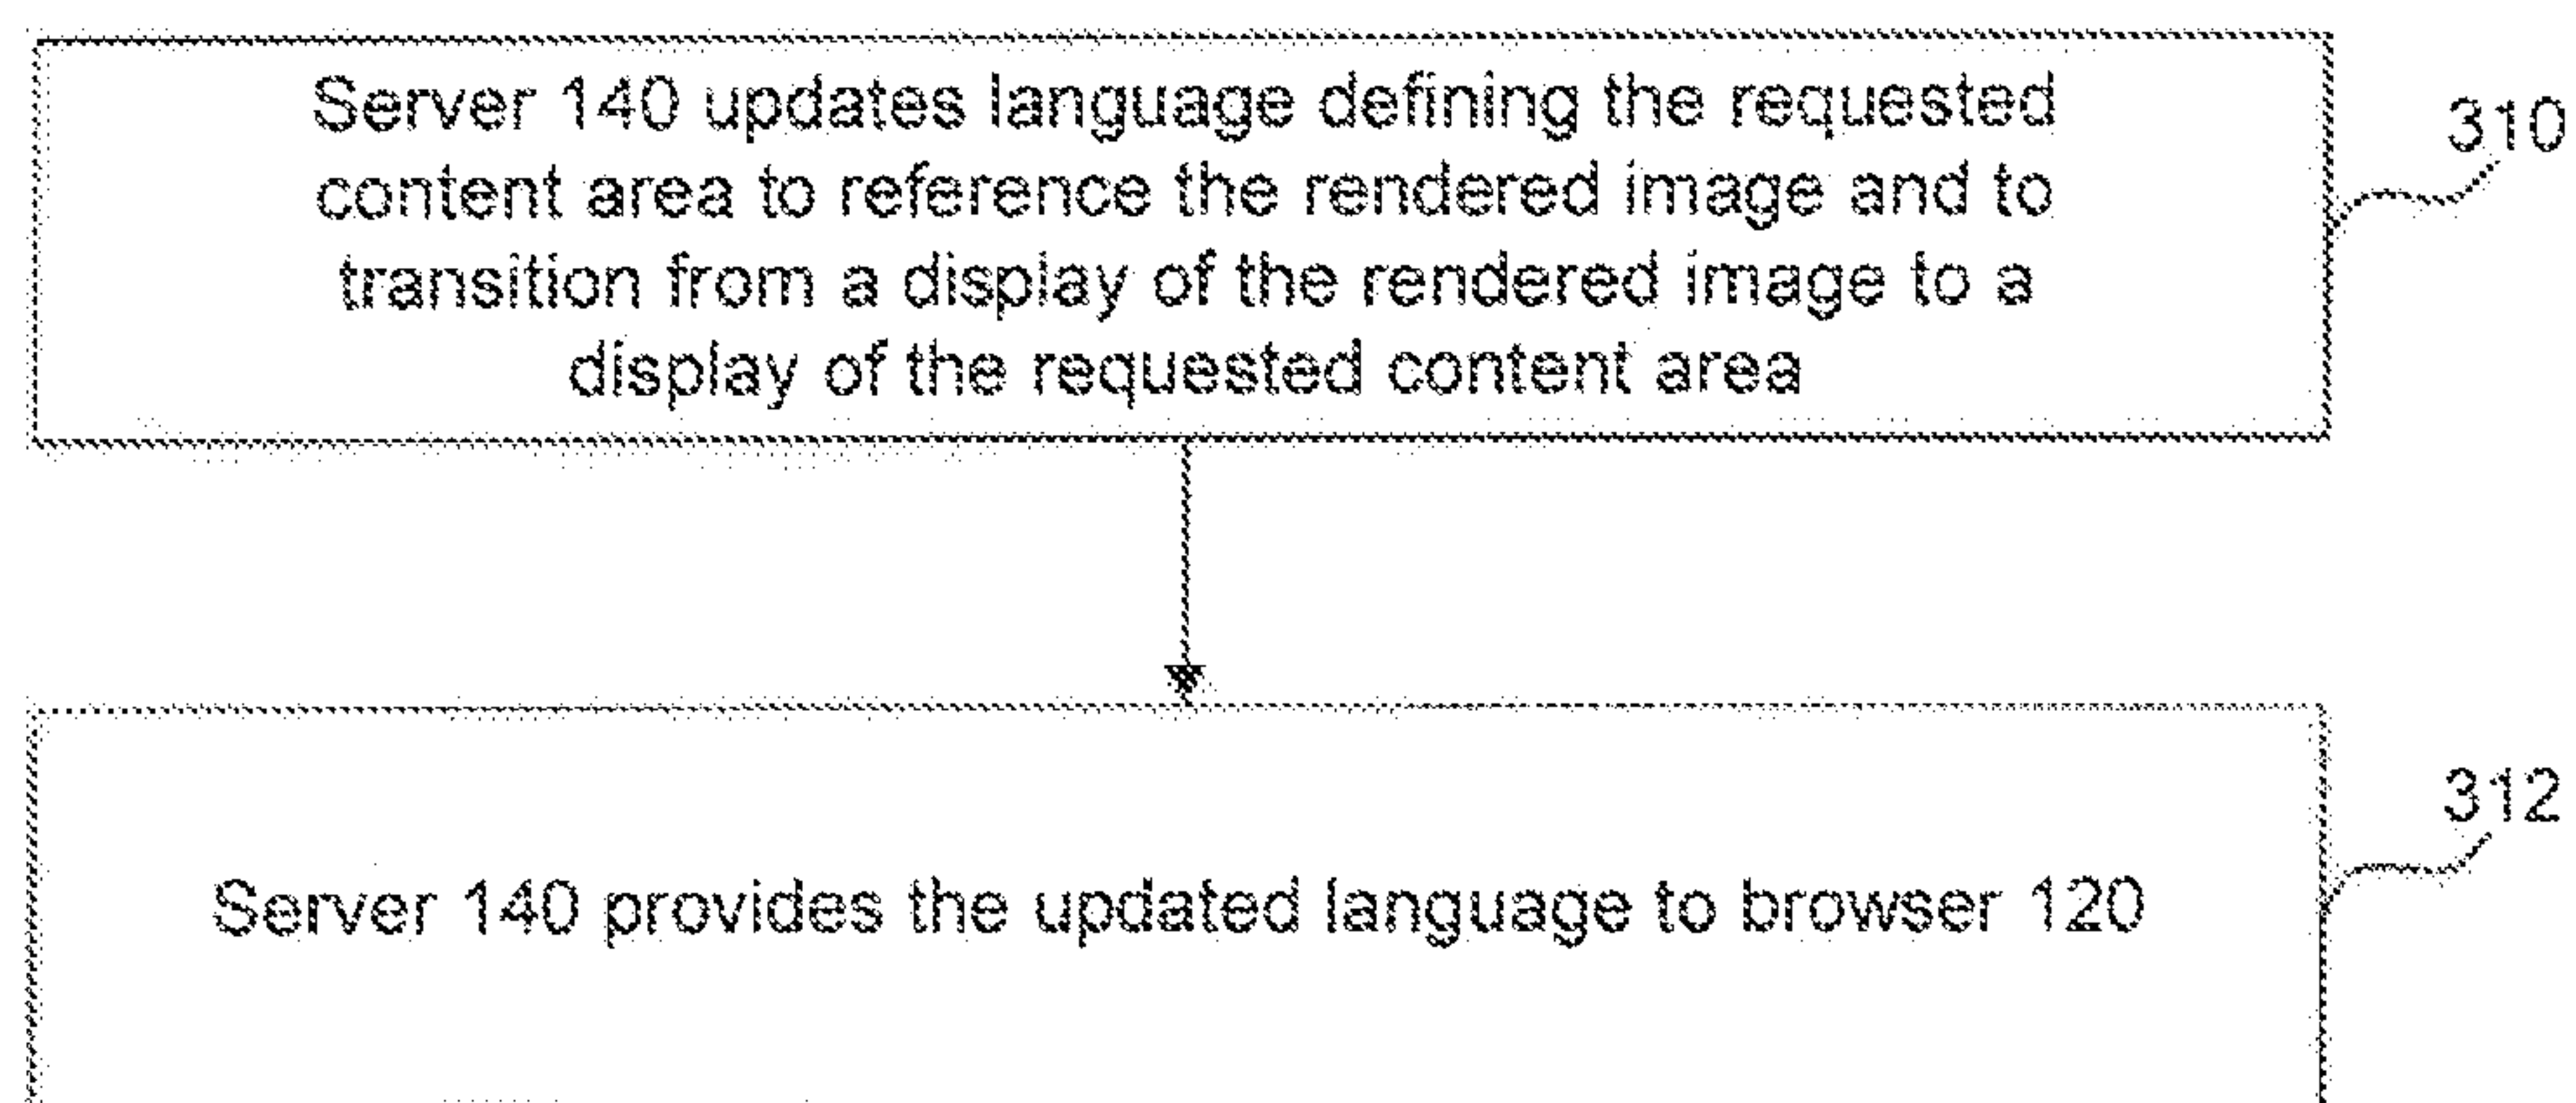 Server 140 updates language defining the requested
content area to reference the rendered image and to
transition from a display of the rendered image to a
display of the requested content area
310
312
Server 140 provides the updated language to browser 120